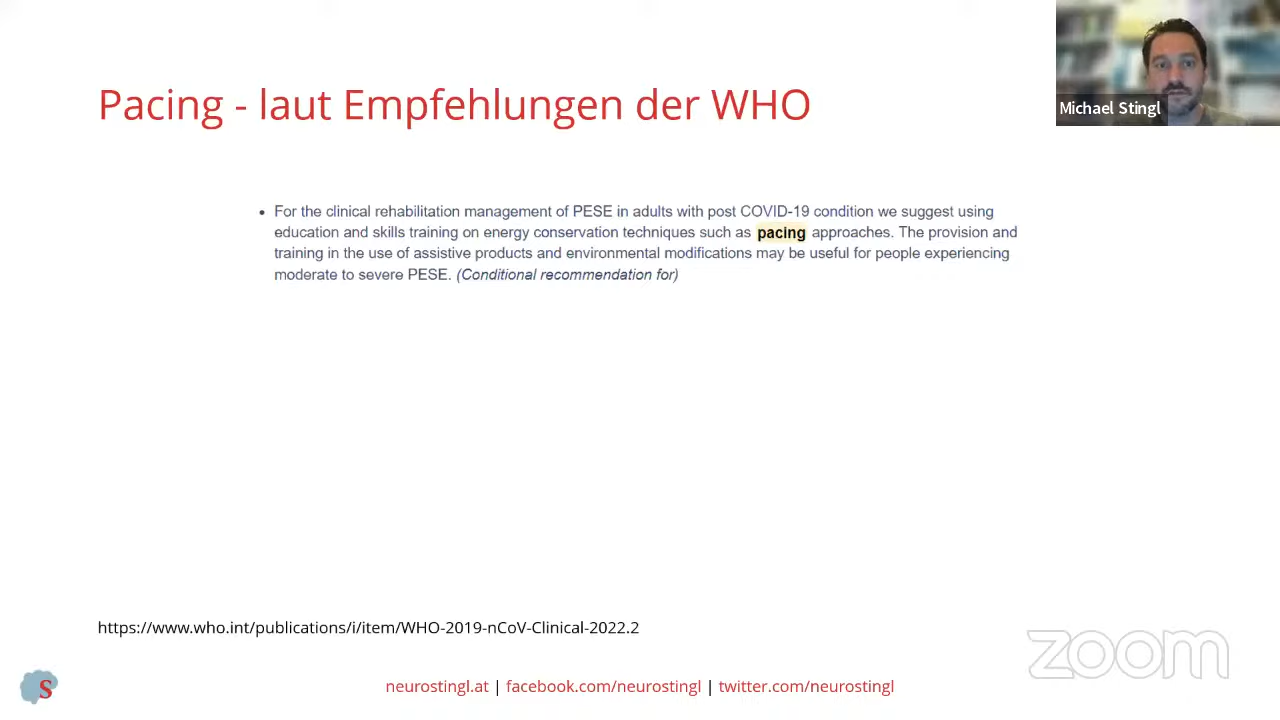 Pacing - laut Empfehlungen der WHO
Michael Stingl
• For the clinical rehabilitation management of PESE in adults with post COVID-19 condition we suggest using
education and skills training on energy conservation techniques such as pacing approaches. The provision and
training in the use of assistive products and environmental modifications may be useful for people experiencing
moderate to severe PESE. (Conditional recommendation for)
https://www.who.int/publications/i/item/WHO-2019-nCoV-Clinical-2022.2
zoom
S
neurostingl.at | facebook.com/neurostingl | twitter.com/neurostingl